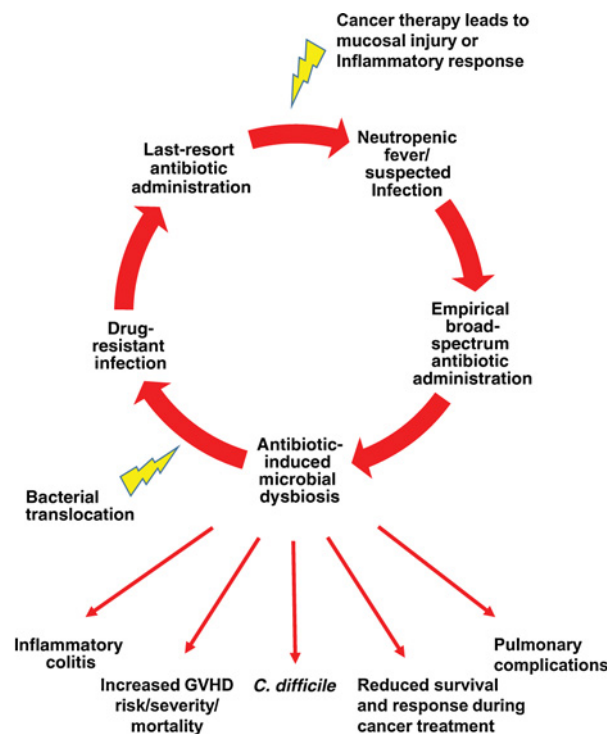 Cancer therapy leads to
mucosal injury or
Inflammatory response
Neutropenic
fever/
suspected
Infection
Last-resort
antibiotic
administration
Empirical
broad-
spectrum
antibiotic
administration
Drug-
resistant
infection
Antibiotic-
induced
microbial
dysbiosis
Bacterial
translocation
Inflammatory
colitis
Increased GVHD
risk/severity/
mortality
C. difficile
Reduced survival
and response during
cancer treatment
Pulmonary
complications